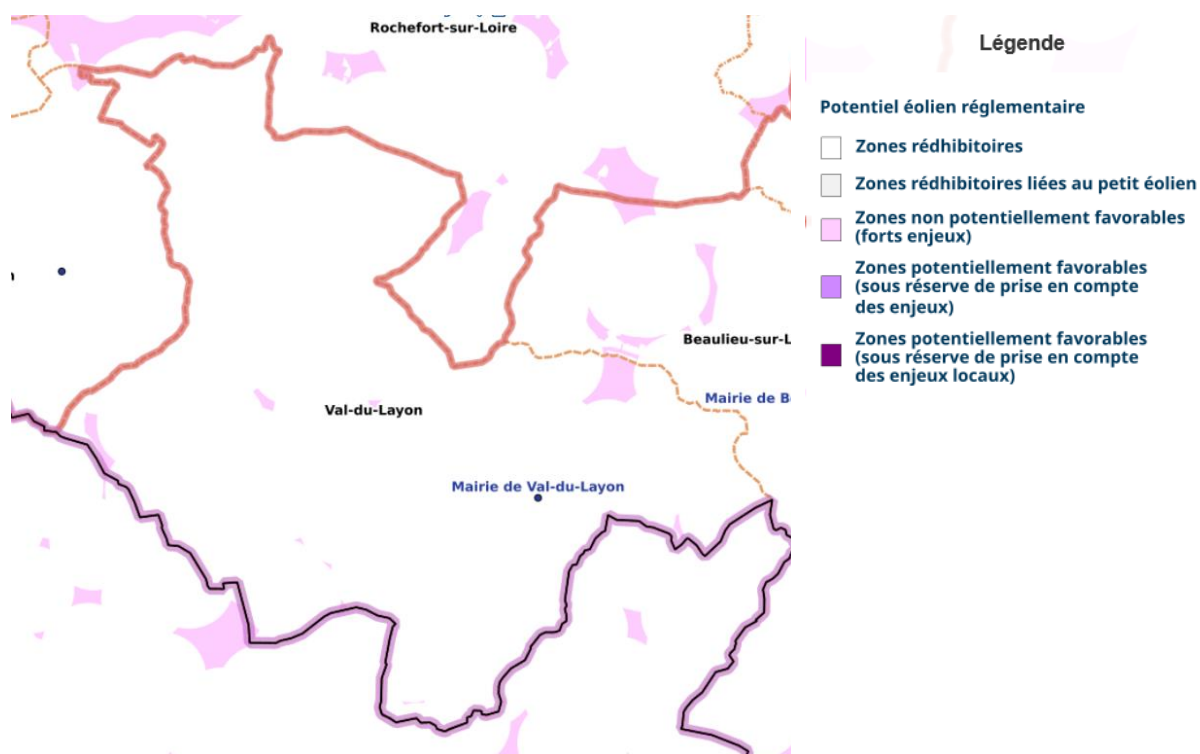 Rochefort-sur-Loire
Beaulieu-sur-L
Mairie de B
Val-du-Layon
Mairie de Val-du-Layon
Légende
Potentiel éolien réglementaire
Zones rédhibitoires
Zones rédhibitoires liées au petit éolien
Zones non potentiellement favorables
(forts enjeux)
Zones potentiellement favorables
(sous réserve de prise en compte
des enjeux)
Zones potentiellement favorables
(sous réserve de prise en compte
des enjeux locaux)